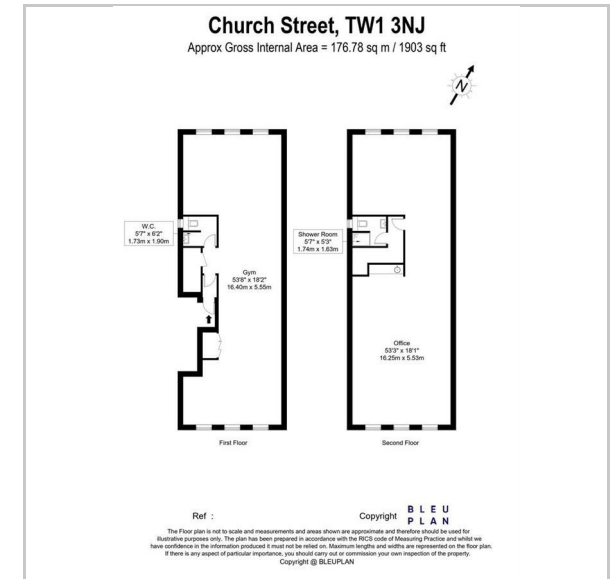 Church Street, TW1 3NJ
Approx Gross Internal Area = 176.78 sq m / 1903 sq ft
N
W.C.
5'7" x 6'2"
1.73m x 1.90m
Gym
53'8" x 18'2"
16.40m x 5.55m
First Floor
Shower Room
5'7" x 5'3"
1.74m x 1.63m
Office
53'3" x 18'1"
16.25m x 5.53m
Second Floor
Ref :
Copyright
BLEU
PLAN
The Floor plan is not to scale and measurements and areas shown are approximate and therefore should be used for
illustrative purposes only. The plan has been prepared in accordance with the RICS code of Measuring Practice and whilst we
have confidence in the information produced it must not be relied on. Maximum lengths and widths are represented on the floor plan.
If there is any aspect of particular importance, you should carry out or commission your own inspection of the property.
Copyright @ BLEUPLAN